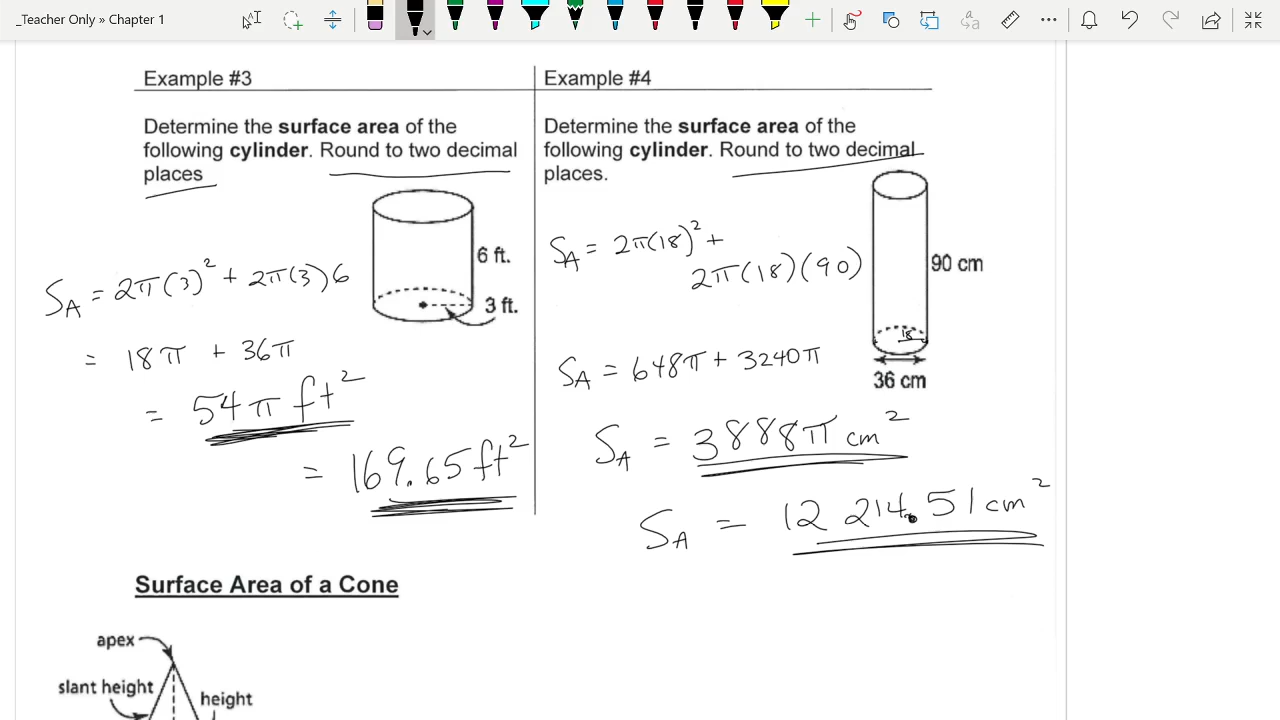 _Teacher Only » Chapter 1
Example #3
Determine the surface area of the
following cylinder. Round to two decimal
places
6 ft.
3 ft.
SA = 2π(3)² + 2π(3)6
= 18π + 36π
= 54π ft²
= 169.65 ft²
Example #4
Determine the surface area of the
following cylinder. Round to two decimal
places.
90 cm
18
36 cm
SA = 2π(18)² +
2π(18)(90)
SA = 648π + 3240π
SA = 3888π cm²
SA = 12 214.51 cm²
Surface Area of a Cone
apex
slant height
height